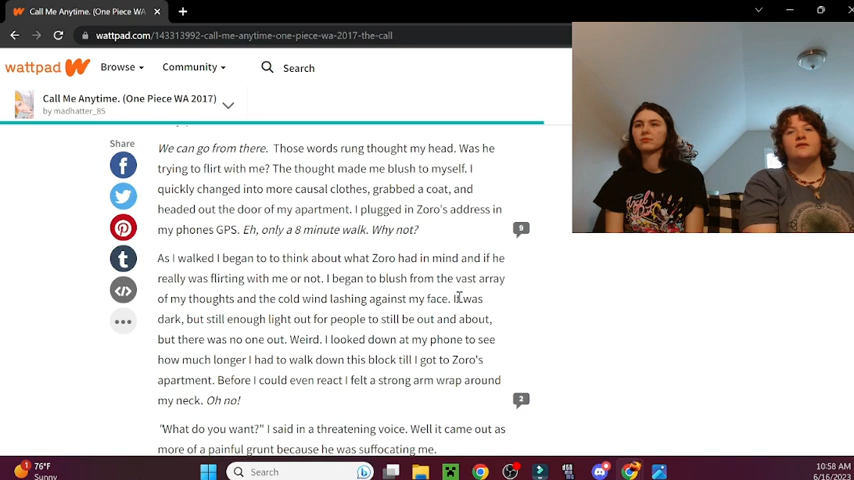 Call Me Anytime. (One Piece WA
wattpad.com/143313992-call-me-anytime-one-piece-wa-2017-the-call
wattpad
Browse
Community
Search
Call Me Anytime. (One Piece WA 2017)
by madhatter_85
Share
We can go from there. Those words rung thought my head. Was he
trying to flirt with me? The thought made me blush to myself. I
quickly changed into more causal clothes, grabbed a coat, and
headed out the door of my apartment. I plugged in Zoro's address in
my phones GPS. Eh, only a 8 minute walk. Why not?
9
As I walked I began to to think about what Zoro had in mind and if he
really was flirting with me or not. I began to blush from the vast array
of my thoughts and the cold wind lashing against my face. It was
dark, but still enough light out for people to still be out and about,
but there was no one out. Weird. I looked down at my phone to see
how much longer I had to walk down this block till I got to Zoro's
apartment. Before I could even react I felt a strong arm wrap around
my neck. Oh no!
2
"What do you want?" I said in a threatening voice. Well it came out as
more of a painful grunt because he was suffocating me.
1
76°F
Sunny
Search
10:58 AM
6/16/2023